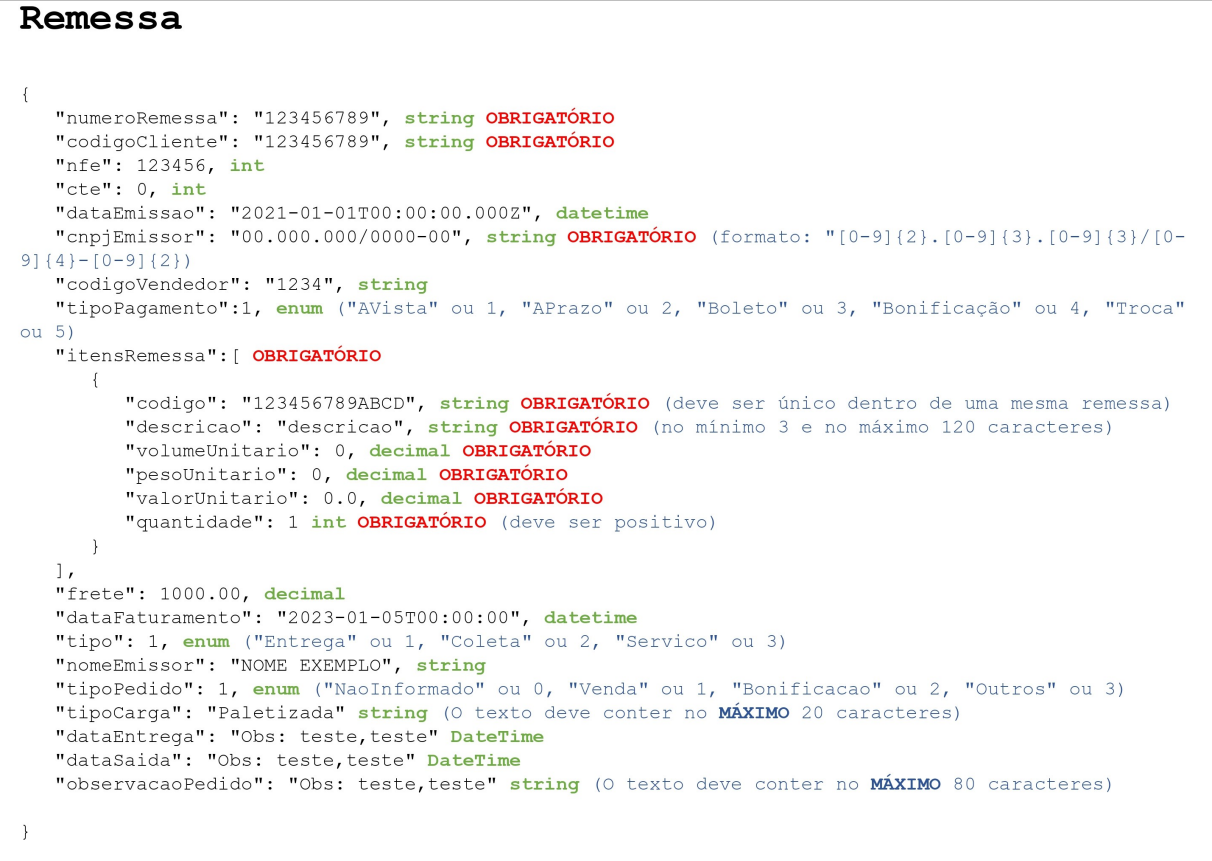 Remessa
{
"numeroRemessa": "123456789", string OBRIGATÓRIO
"codigoCliente": "123456789", string OBRIGATÓRIO
"nfe": 123456, int
"cte": 0, int
"dataEmissao": "2021-01-01T00:00:00.000Z", datetime
"cnpjEmissor": "00.000.000/0000-00", string OBRIGATÓRIO (formato: "[0-9]{2}.[0-9]{3}.[0-9]{3}/[0-
9]{4}-[0-9]{2})
"codigoVendedor": "1234", string
"tipoPagamento":1, enum ("AVista" ou 1, "APrazo" ou 2, "Boleto" ou 3, "Bonificação" ou 4, "Troca"
ou 5)
"itensRemessa":[ OBRIGATÓRIO
{
"codigo": "123456789ABCD", string OBRIGATÓRIO (deve ser único dentro de uma mesma remessa)
"descricao": "descricao", string OBRIGATÓRIO (no mínimo 3 e no máximo 120 caracteres)
"volumeUnitario": 0, decimal OBRIGATÓRIO
"pesoUnitario": 0, decimal OBRIGATÓRIO
"valorUnitario": 0.0, decimal OBRIGATÓRIO
"quantidade": 1 int OBRIGATÓRIO (deve ser positivo)
}
],
"frete": 1000.00, decimal
"dataFaturamento": "2023-01-05T00:00:00", datetime
"tipo": 1, enum ("Entrega" ou 1, "Coleta" ou 2, "Servico" ou 3)
"nomeEmissor": "NOME EXEMPLO", string
"tipoPedido": 1, enum ("NaoInformado" ou 0, "Venda" ou 1, "Bonificacao" ou 2, "Outros" ou 3)
"tipoCarga": "Paletizada" string (O texto deve conter no MÁXIMO 20 caracteres)
"dataEntrega": "Obs: teste,teste" DateTime
"dataSaida": "Obs: teste,teste" DateTime
"observacaoPedido": "Obs: teste,teste" string (O texto deve conter no MÁXIMO 80 caracteres)
}